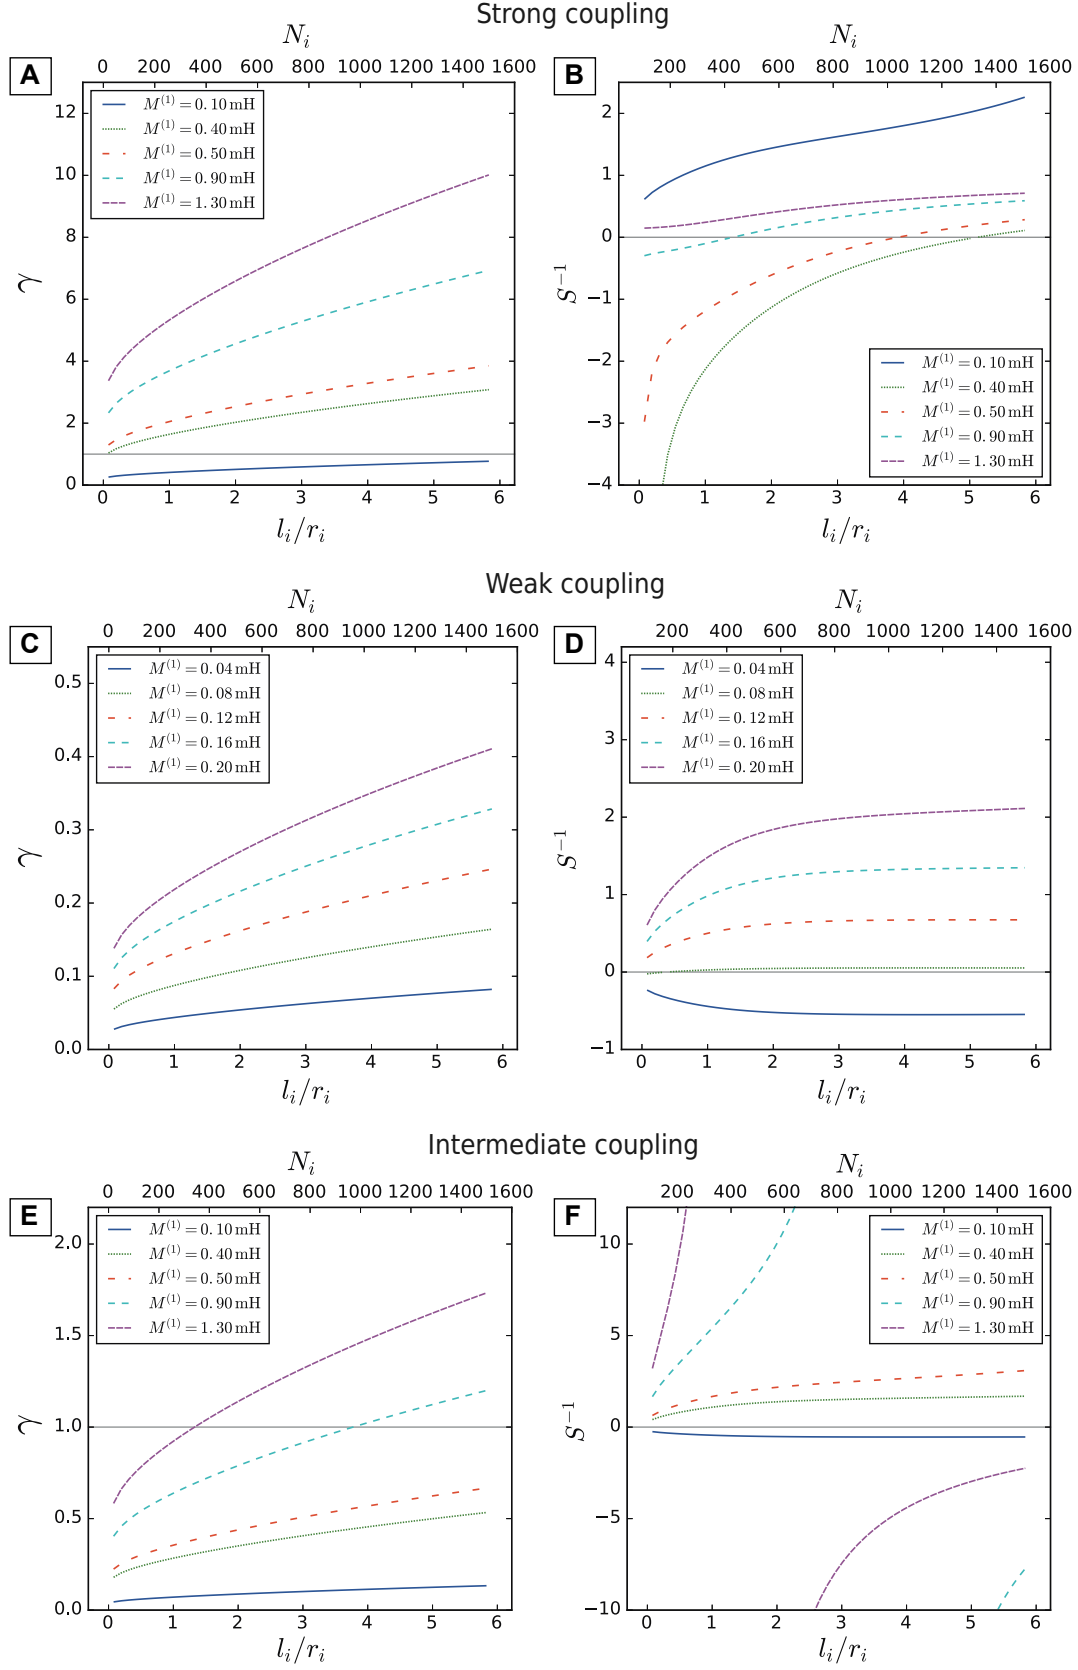 Strong coupling
A
N_i
0 200 400 600 800 1000 1200 1400 1600
M^(1) = 0.10 mH
M^(1) = 0.40 mH
M^(1) = 0.50 mH
M^(1) = 0.90 mH
M^(1) = 1.30 mH
12
10
8
6
4
2
0
γ
0 1 2 3 4 5 6
l_i/r_i
B
N_i
200 400 600 800 1000 1200 1400 1600
2
1
0
−1
−2
−3
−4
S^−1
M^(1) = 0.10 mH
M^(1) = 0.40 mH
M^(1) = 0.50 mH
M^(1) = 0.90 mH
M^(1) = 1.30 mH
0 1 2 3 4 5 6
l_i/r_i
Weak coupling
C
N_i
0 200 400 600 800 1000 1200 1400 1600
M^(1) = 0.04 mH
M^(1) = 0.08 mH
M^(1) = 0.12 mH
M^(1) = 0.16 mH
M^(1) = 0.20 mH
0.5
0.4
0.3
0.2
0.1
0.0
γ
0 1 2 3 4 5 6
l_i/r_i
D
N_i
200 400 600 800 1000 1200 1400 1600
M^(1) = 0.04 mH
M^(1) = 0.08 mH
M^(1) = 0.12 mH
M^(1) = 0.16 mH
M^(1) = 0.20 mH
4
3
2
1
0
−1
S^−1
0 1 2 3 4 5 6
l_i/r_i
Intermediate coupling
E
N_i
0 200 400 600 800 1000 1200 1400 1600
M^(1) = 0.10 mH
M^(1) = 0.40 mH
M^(1) = 0.50 mH
M^(1) = 0.90 mH
M^(1) = 1.30 mH
2.0
1.5
1.0
0.5
0.0
γ
0 1 2 3 4 5 6
l_i/r_i
F
N_i
200 400 600 800 1000 1200 1400 1600
M^(1) = 0.10 mH
M^(1) = 0.40 mH
M^(1) = 0.50 mH
M^(1) = 0.90 mH
M^(1) = 1.30 mH
10
5
0
−5
−10
S^−1
0 1 2 3 4 5 6
l_i/r_i